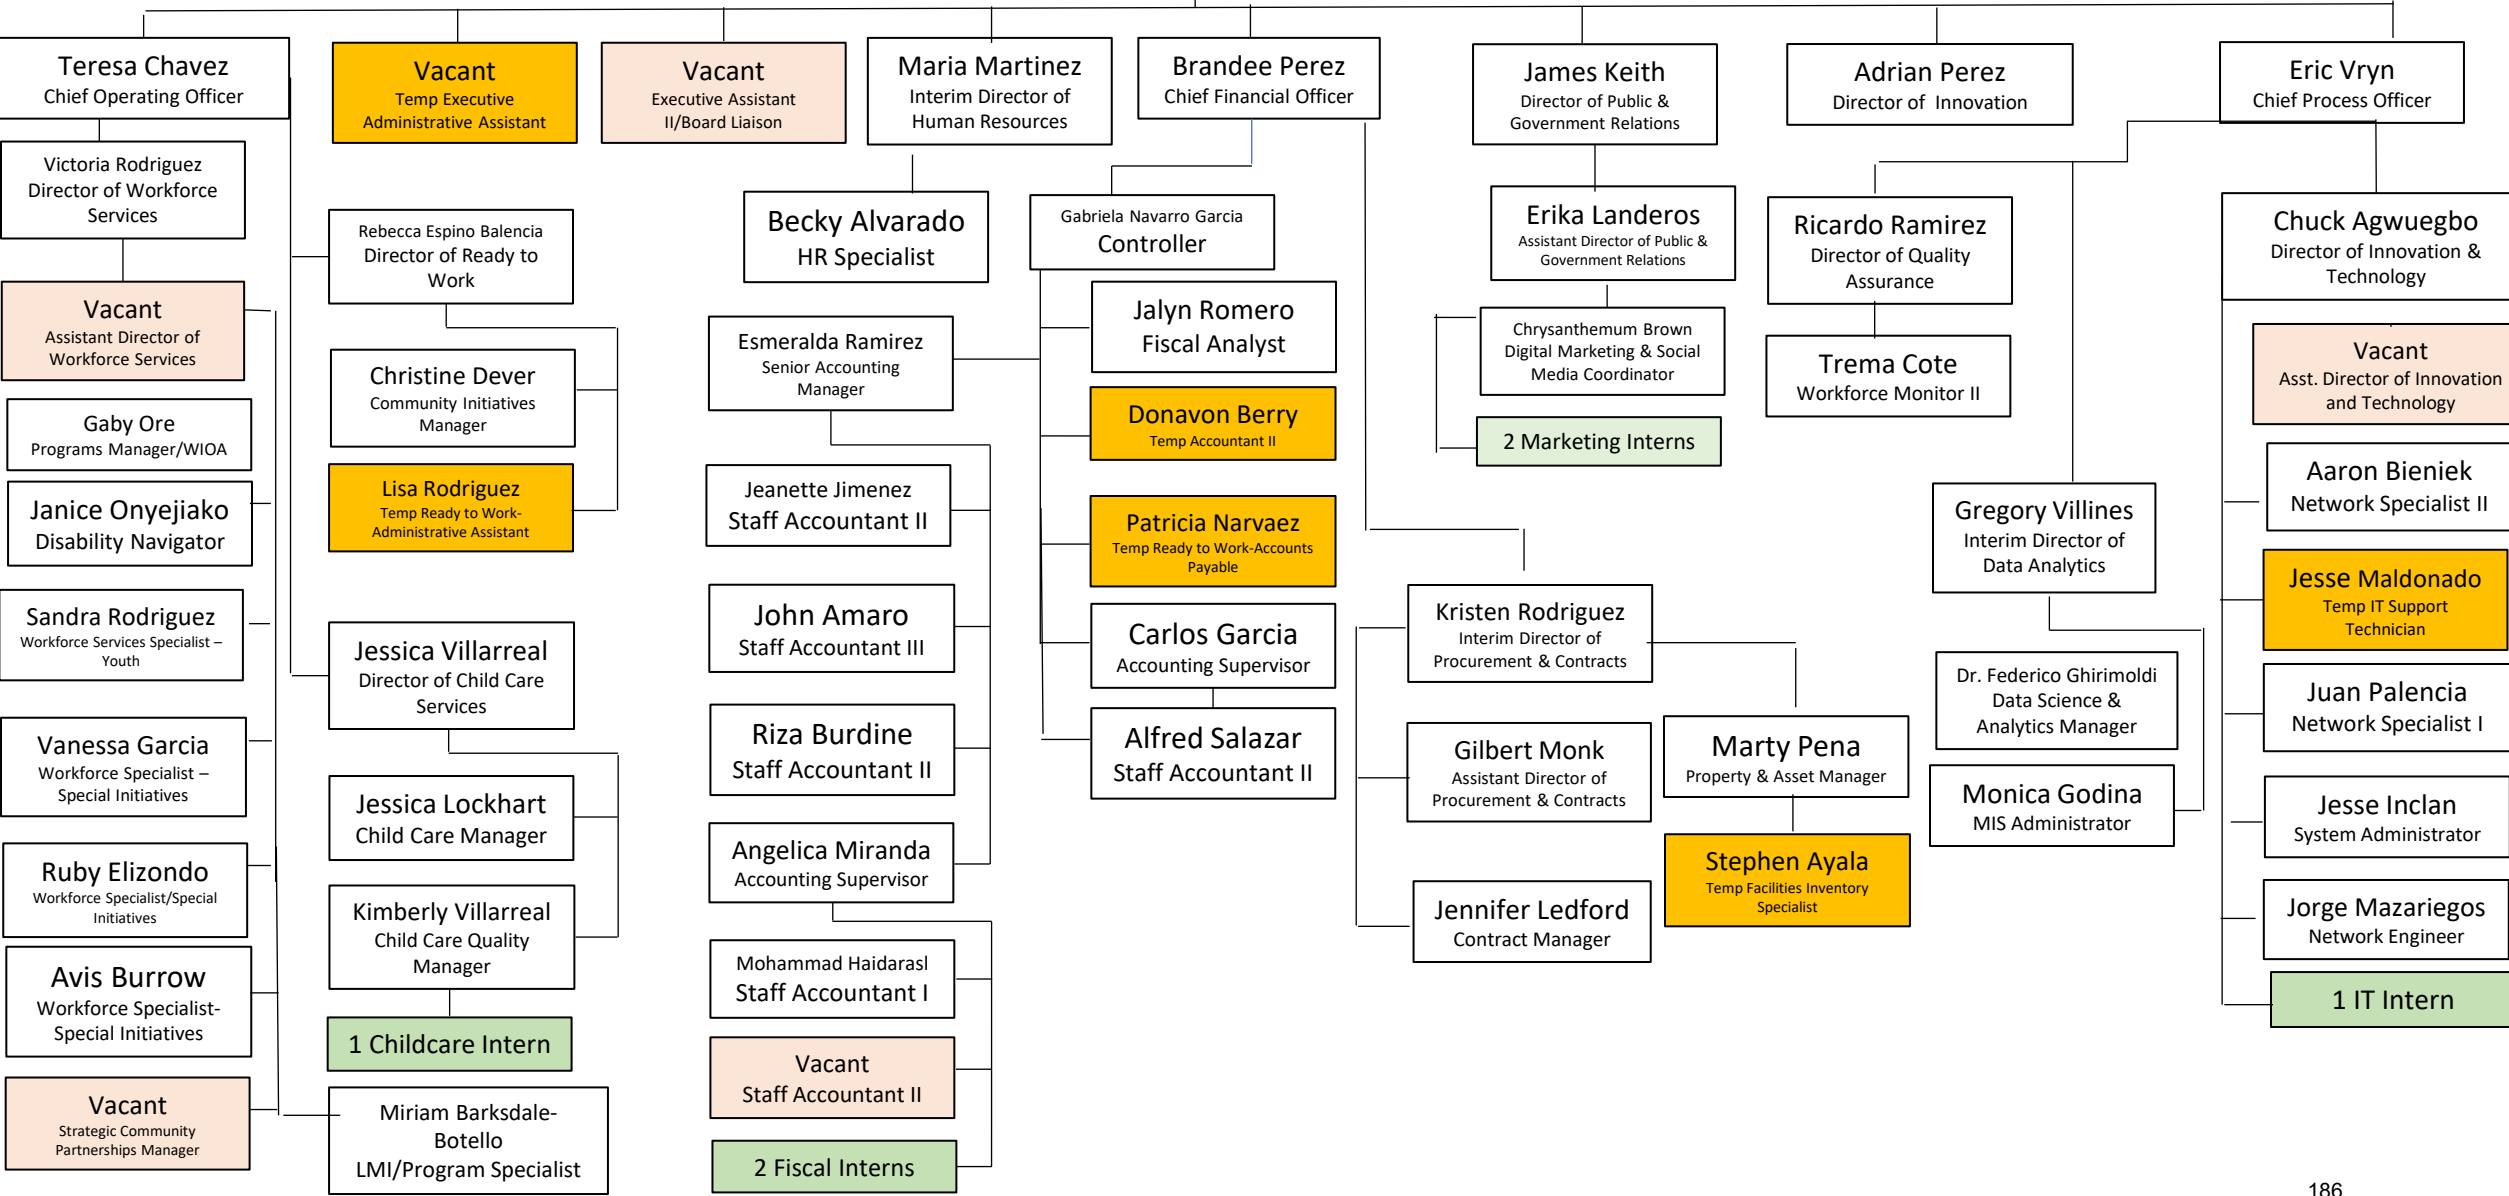 Teresa Chavez
Chief Operating Officer
Vacant
Temp Executive
Administrative Assistant
Vacant
Executive Assistant
II/Board Liaison
Maria Martinez
Interim Director of
Human Resources
Brandee Perez
Chief Financial Officer
James Keith
Director of Public &
Government Relations
Adrian Perez
Director of Innovation
Eric Vryn
Chief Process Officer
Victoria Rodriguez
Director of Workforce
Services
Vacant
Assistant Director of
Workforce Services
Gaby Ore
Programs Manager/WIOA
Janice Onyejiako
Disability Navigator
Sandra Rodriguez
Workforce Services Specialist –
Youth
Vanessa Garcia
Workforce Specialist –
Special Initiatives
Ruby Elizondo
Workforce Specialist/Special
Initiatives
Avis Burrow
Workforce Specialist-
Special Initiatives
Vacant
Strategic Community
Partnerships Manager
Rebecca Espino Balencia
Director of Ready to
Work
Christine Dever
Community Initiatives
Manager
Lisa Rodriguez
Temp Ready to Work-
Administrative Assistant
Jessica Villarreal
Director of Child Care
Services
Jessica Lockhart
Child Care Manager
Kimberly Villarreal
Child Care Quality
Manager
1 Childcare Intern
Miriam Barksdale-
Botello
LMI/Program Specialist
Becky Alvarado
HR Specialist
Gabriela Navarro Garcia
Controller
Esmeralda Ramirez
Senior Accounting
Manager
Jeanette Jimenez
Staff Accountant II
John Amaro
Staff Accountant III
Riza Burdine
Staff Accountant II
Angelica Miranda
Accounting Supervisor
Mohammad Haidarasl
Staff Accountant I
Vacant
Staff Accountant II
2 Fiscal Interns
Jalyn Romero
Fiscal Analyst
Donavon Berry
Temp Accountant II
Patricia Narvaez
Temp Ready to Work-Accounts
Payable
Carlos Garcia
Accounting Supervisor
Alfred Salazar
Staff Accountant II
Erika Landeros
Assistant Director of Public &
Government Relations
Chrysanthemum Brown
Digital Marketing & Social
Media Coordinator
2 Marketing Interns
Kristen Rodriguez
Interim Director of
Procurement & Contracts
Gilbert Monk
Assistant Director of
Procurement & Contracts
Jennifer Ledford
Contract Manager
Marty Pena
Property & Asset Manager
Stephen Ayala
Temp Facilities Inventory
Specialist
Ricardo Ramirez
Director of Quality
Assurance
Trema Cote
Workforce Monitor II
Gregory Villines
Interim Director of
Data Analytics
Dr. Federico Ghirimoldi
Data Science &
Analytics Manager
Monica Godina
MIS Administrator
Chuck Agwuegbo
Director of Innovation &
Technology
Vacant
Asst. Director of Innovation
and Technology
Aaron Bieniek
Network Specialist II
Jesse Maldonado
Temp IT Support
Technician
Juan Palencia
Network Specialist I
Jesse Inclan
System Administrator
Jorge Mazariegos
Network Engineer
1 IT Intern
186